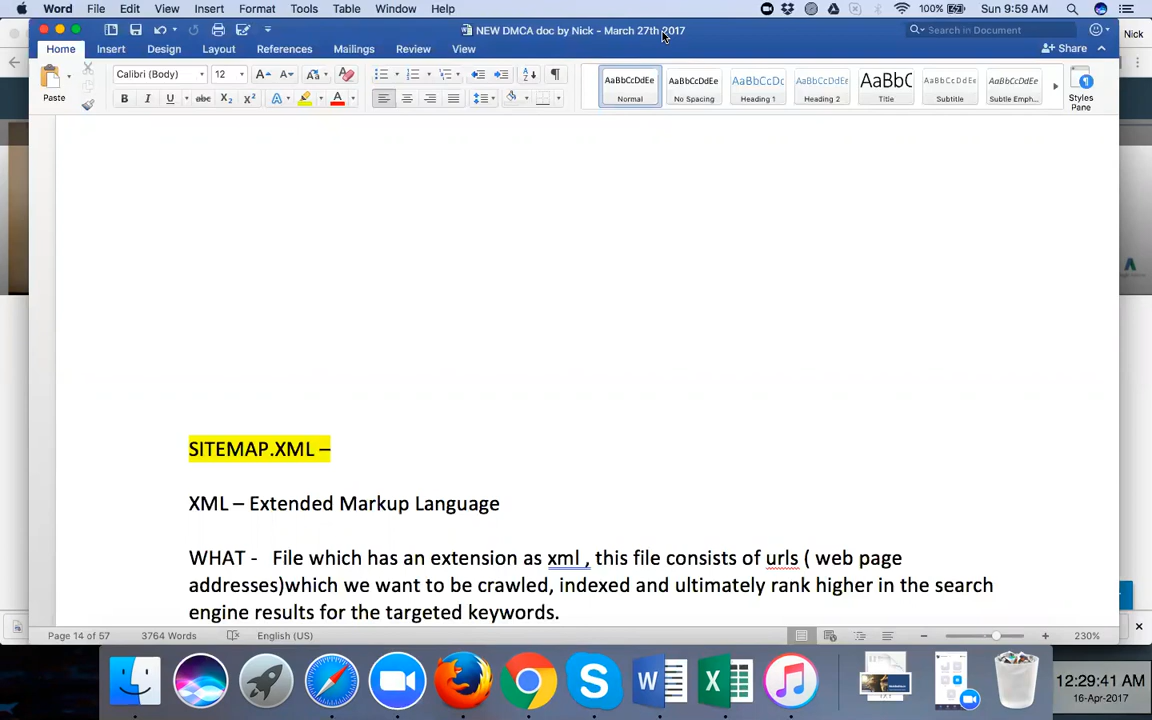 Word File Edit View Insert Format Tools Table Window Help 100% Sun 9:59 AM
NEW DMCA doc by Nick - March 27th 2017 Search in Document
Nick
Home Insert Design Layout References Mailings Review View Share
Paste Calibri (Body) 12 AaBbCcDdEe AaBbCcDdEe AaBbCcDc AaBbCcDdEe AaBbC AaBbCcDdEe AaBbCcDdEe
Normal No Spacing Heading 1 Heading 2 Title Subtitle Subtle Emph... Styles Pane
B I U abc X2 X2 A A
SITEMAP.XML –
XML – Extended Markup Language
WHAT - File which has an extension as xml , this file consists of urls ( web page
addresses)which we want to be crawled, indexed and ultimately rank higher in the search
engine results for the targeted keywords.
Page 14 of 57 3764 Words English (US) 230%
12:29:41 AM
16-Apr-2017